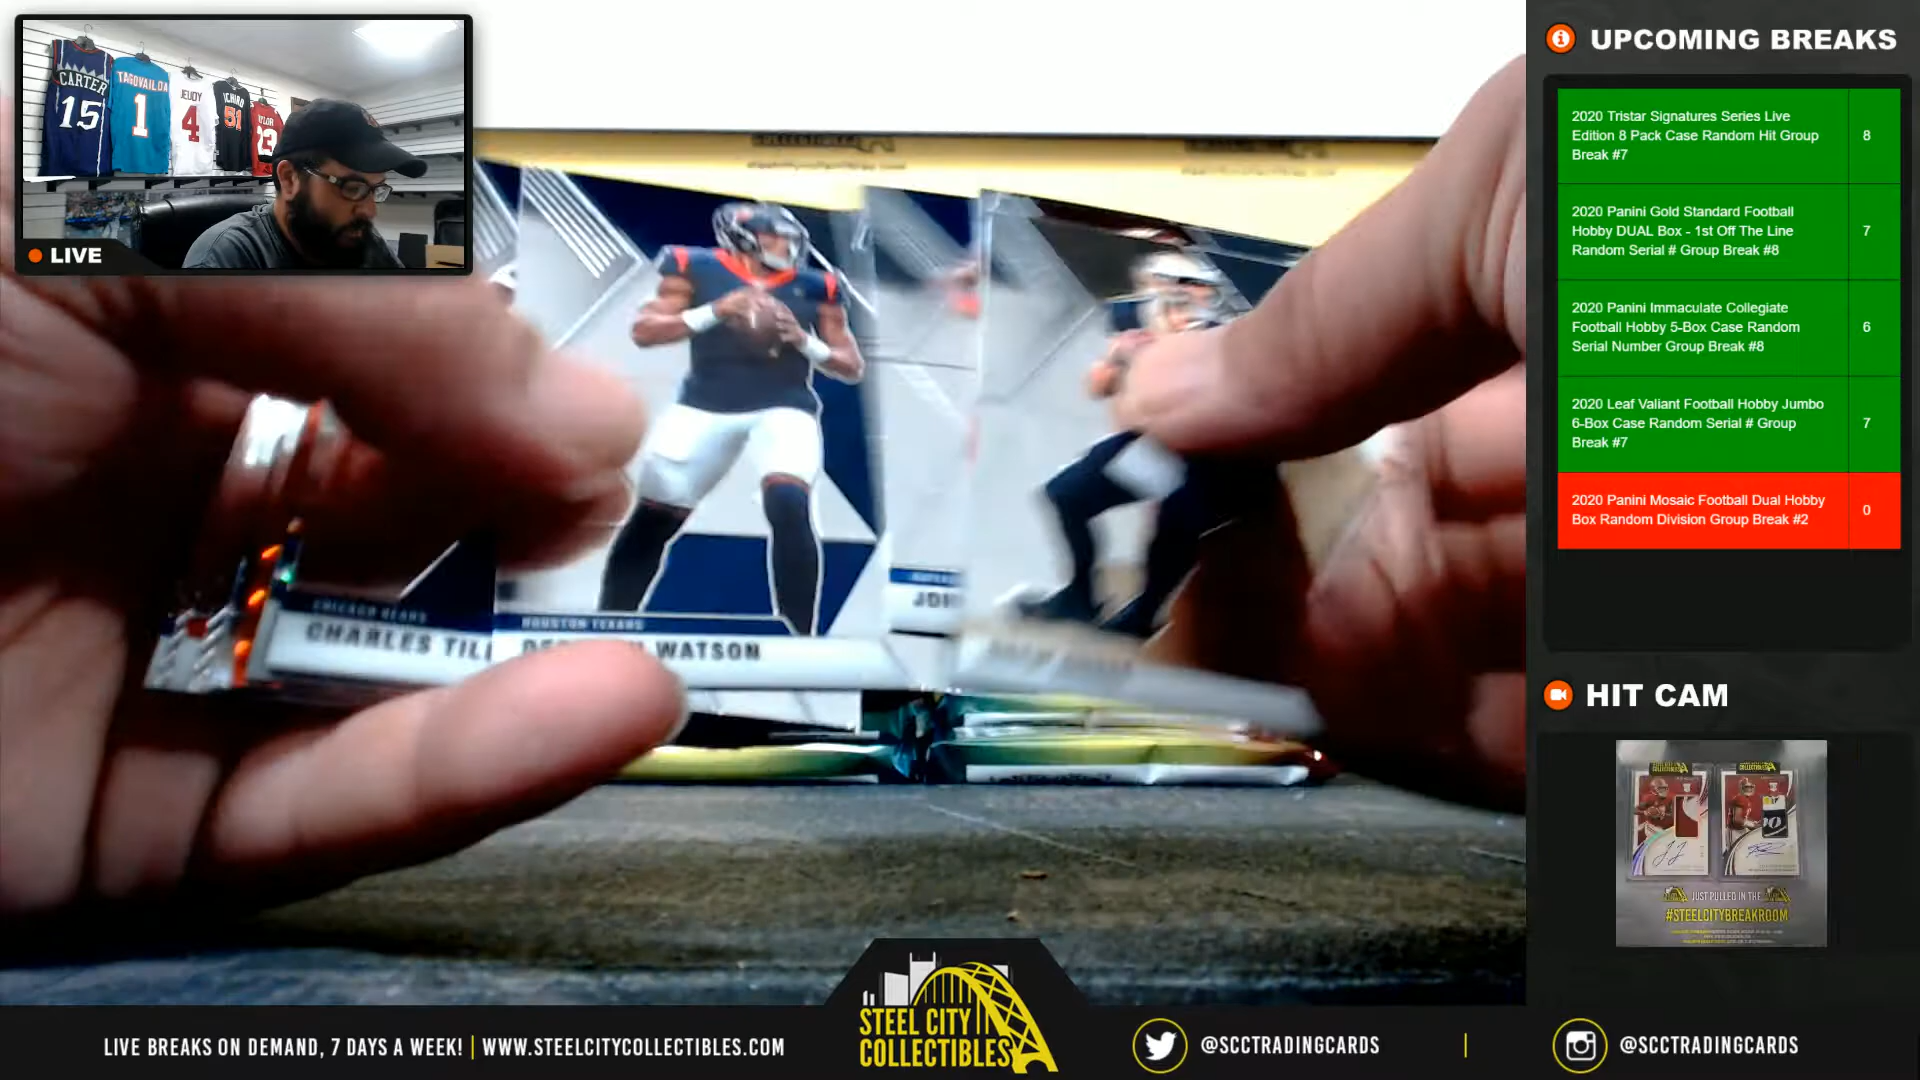 CARTER
15
TAGOVAILOA
1
JEUDY
4
ICHIRO
51
23
LIVE
CHICAGO BEARS
CHARLES TILL
HOUSTON TEXANS
WATSON
UPCOMING BREAKS
2020 Tristar Signatures Series Live
Edition 8 Pack Case Random Hit Group
Break #7
8
2020 Panini Gold Standard Football
Hobby DUAL Box - 1st Off The Line
Random Serial # Group Break #8
7
2020 Panini Immaculate Collegiate
Football Hobby 5-Box Case Random
Serial Number Group Break #8
6
2020 Leaf Valiant Football Hobby Jumbo
6-Box Case Random Serial # Group
Break #7
7
2020 Panini Mosaic Football Dual Hobby
Box Random Division Group Break #2
0
HIT CAM
JUST PULLED IN THE
#STEELCITYBREAKROOM
LIVE BREAKS ON DEMAND, 7 DAYS A WEEK! | WWW.STEELCITYCOLLECTIBLES.COM
STEEL CITY
COLLECTIBLES
@SCCTRADINGCARDS
@SCCTRADINGCARDS